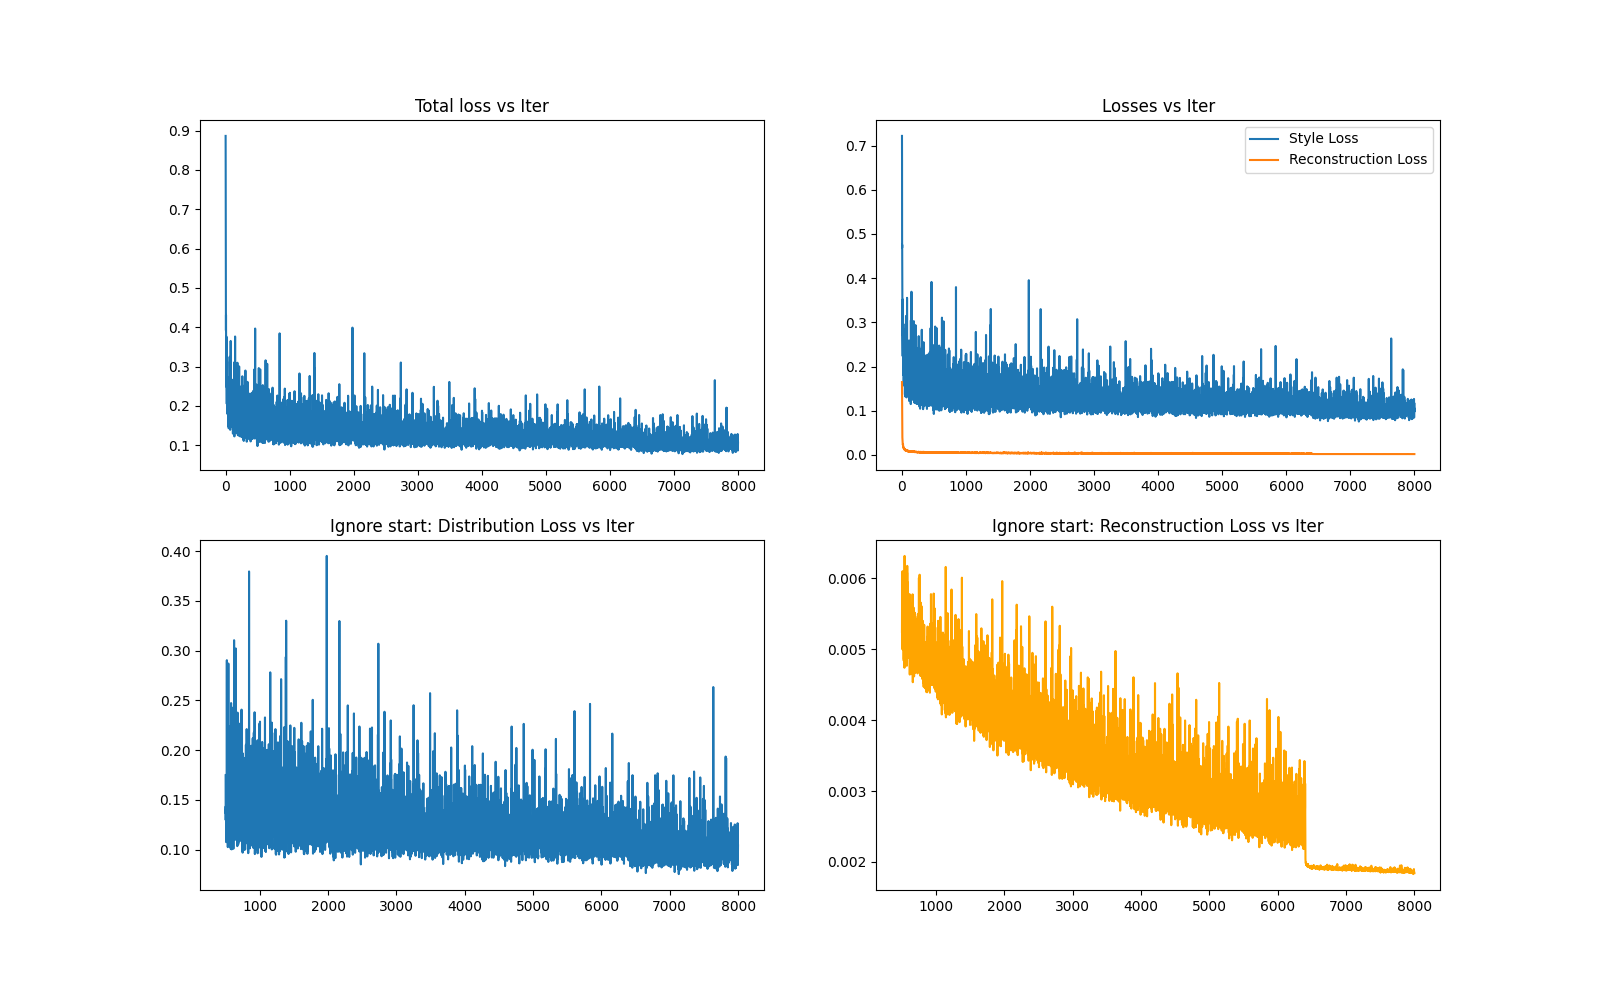 Total loss vs Iter
0.9
0.8
0.7
0.6
0.5
0.4
0.3
0.2
0.1
0 1000 2000 3000 4000 5000 6000 7000 8000
Losses vs Iter
Style Loss
Reconstruction Loss
0.7
0.6
0.5
0.4
0.3
0.2
0.1
0.0
0 1000 2000 3000 4000 5000 6000 7000 8000
Ignore start: Distribution Loss vs Iter
0.40
0.35
0.30
0.25
0.20
0.15
0.10
1000 2000 3000 4000 5000 6000 7000 8000
Ignore start: Reconstruction Loss vs Iter
0.006
0.005
0.004
0.003
0.002
1000 2000 3000 4000 5000 6000 7000 8000